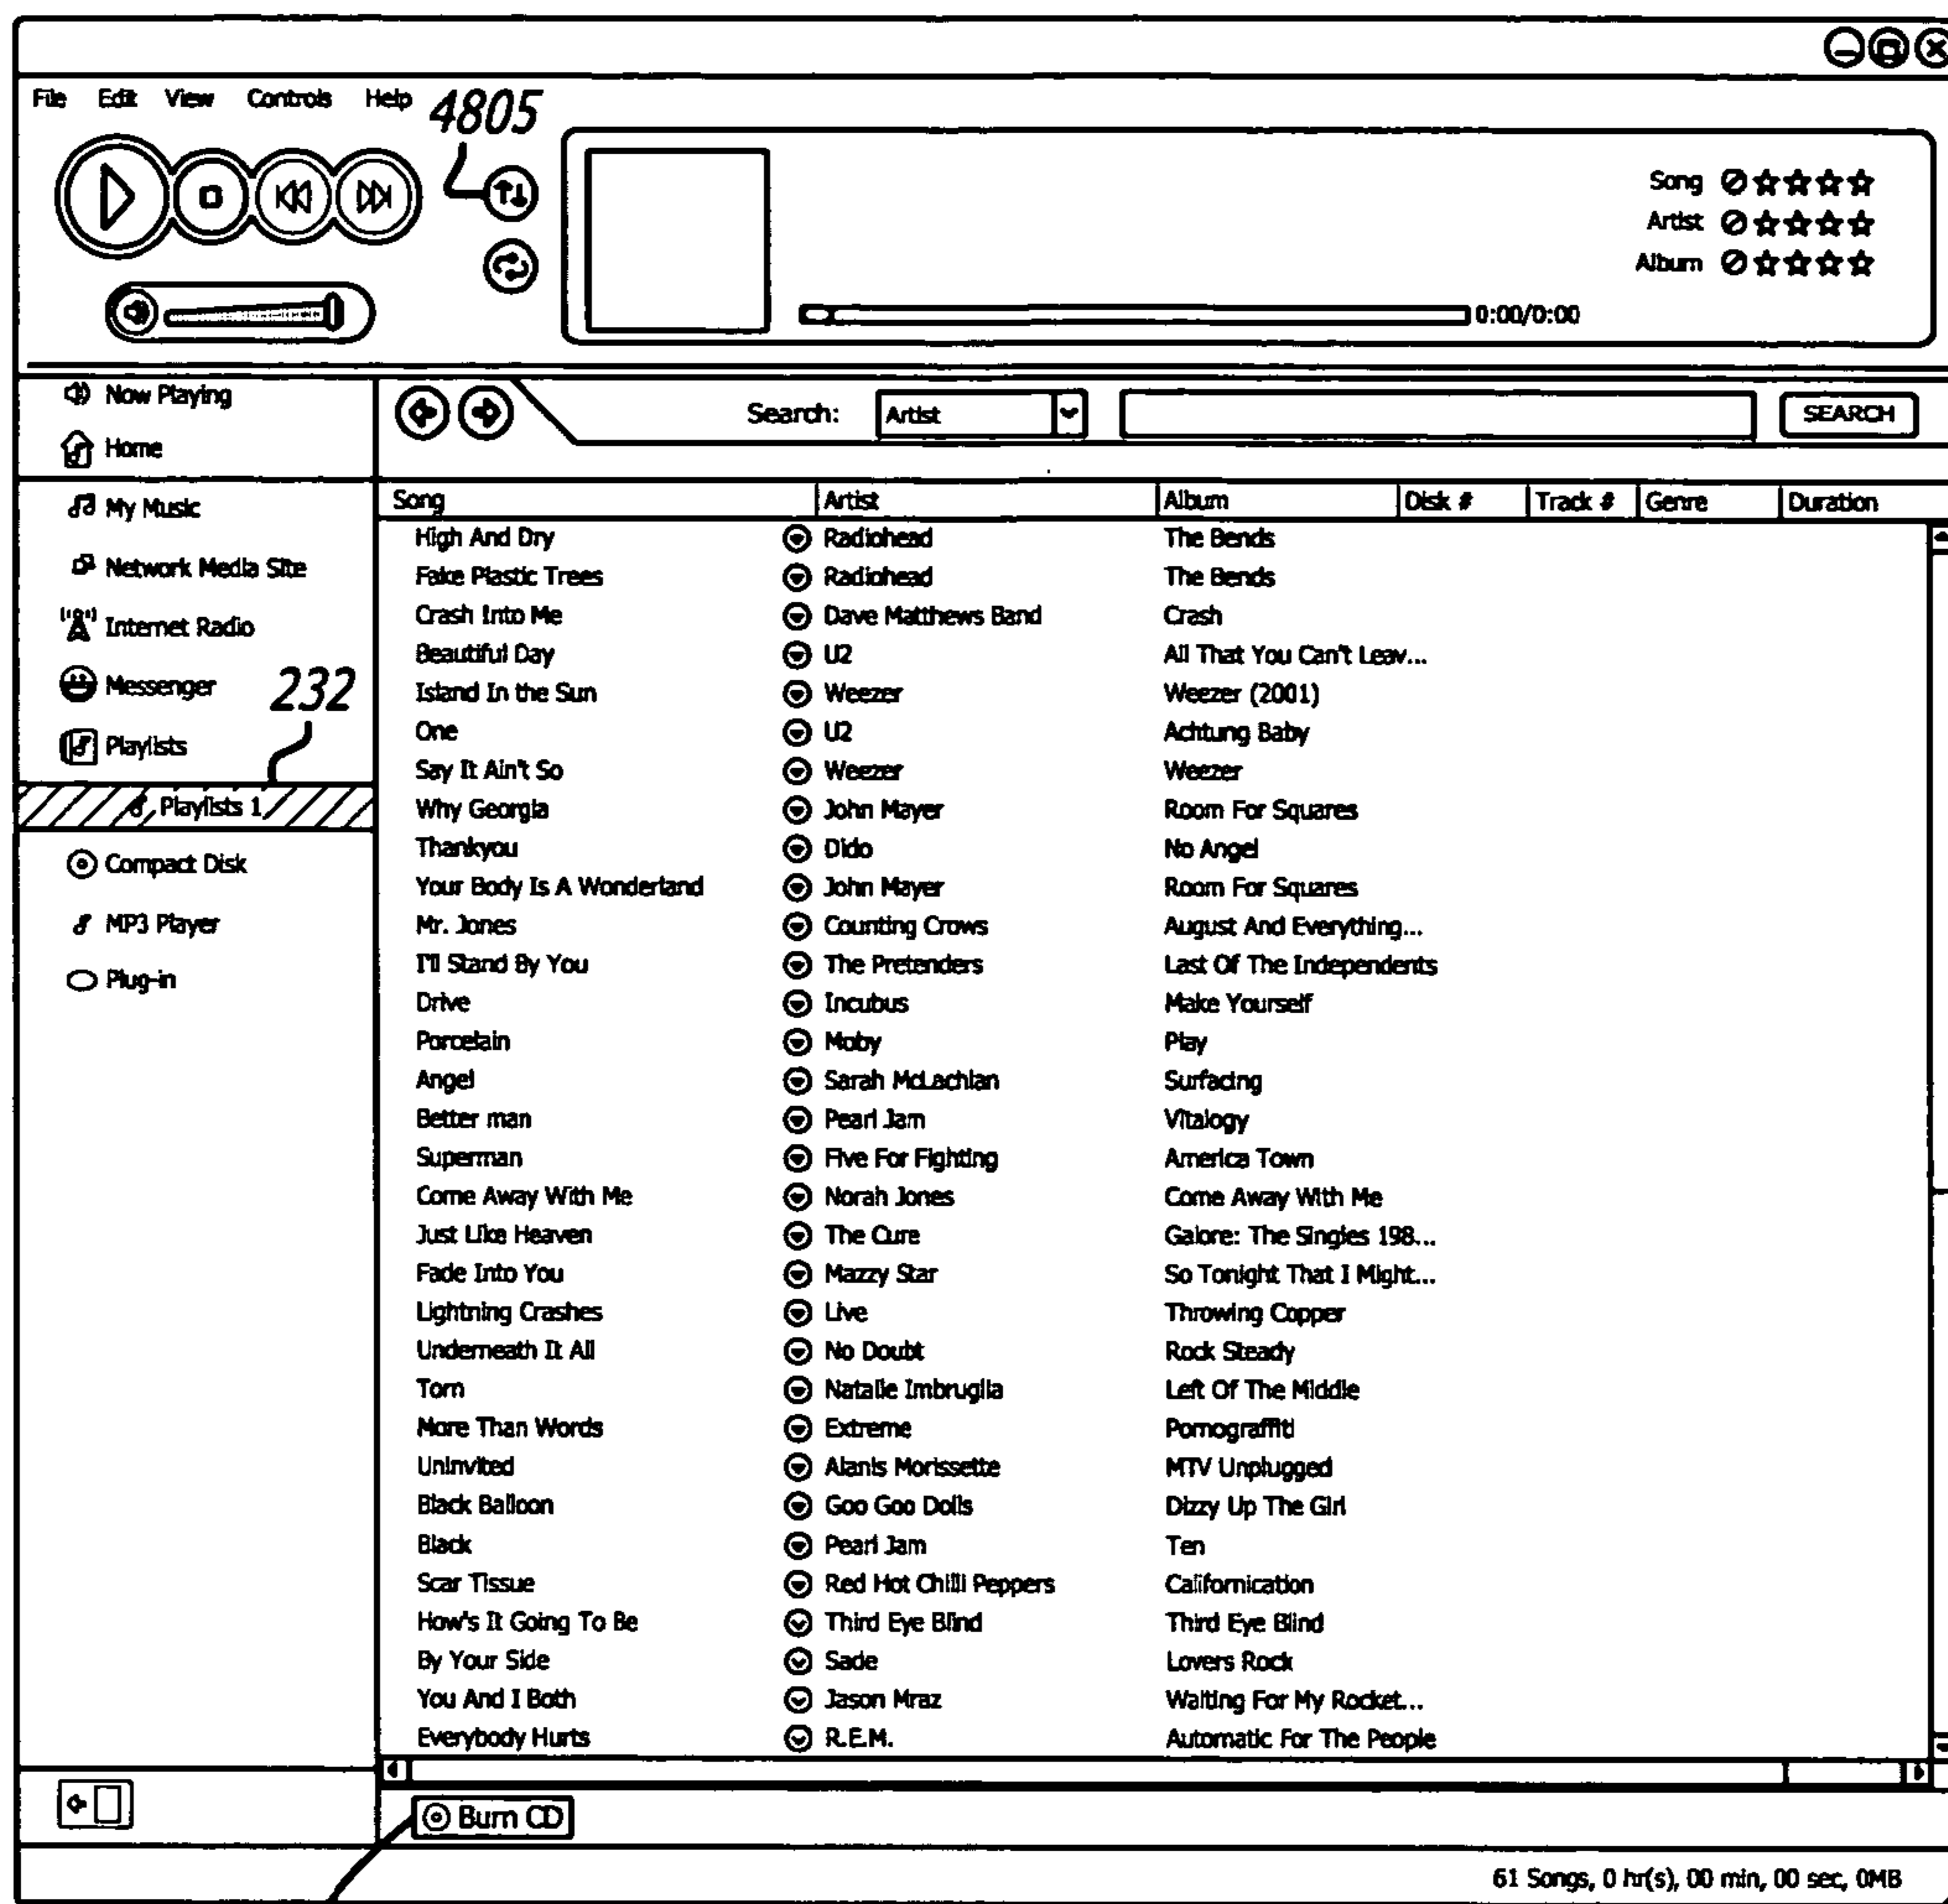 File Edit View Controls Help 4805
Song
Artist
Album
0:00/0:00
Now Playing
Home
My Music
Network Media Site
Internet Radio
Messenger 232
Playlists
Playlists 1
Compact Disk
MP3 Player
Plug-in
Search: Artist SEARCH
Song Artist Album Disk # Track # Genre Duration
High And Dry Radiohead The Bends
Fake Plastic Trees Radiohead The Bends
Crash Into Me Dave Matthews Band Crash
Beautiful Day U2 All That You Can't Leav...
Island In the Sun Weezer Weezer (2001)
One U2 Achtung Baby
Say It Ain't So Weezer Weezer
Why Georgia John Mayer Room For Squares
Thankyou Dido No Angel
Your Body Is A Wonderland John Mayer Room For Squares
Mr. Jones Counting Crows August And Everything...
I'll Stand By You The Pretenders Last Of The Independents
Drive Incubus Make Yourself
Porcelain Moby Play
Angel Sarah McLachlan Surfacing
Better man Pearl Jam Vitalogy
Superman Five For Fighting America Town
Come Away With Me Norah Jones Come Away With Me
Just Like Heaven The Cure Galore: The Singles 198...
Fade Into You Mazzy Star So Tonight That I Might...
Lightning Crashes Live Throwing Copper
Underneath It All No Doubt Rock Steady
Torn Natalie Imbruglia Left Of The Middle
More Than Words Extreme Pornograffiti
Uninvited Alanis Morissette MTV Unplugged
Black Balloon Goo Goo Dolls Dizzy Up The Girl
Black Pearl Jam Ten
Scar Tissue Red Hot Chilli Peppers Californication
How's It Going To Be Third Eye Blind Third Eye Blind
By Your Side Sade Lovers Rock
You And I Both Jason Mraz Waiting For My Rocket...
Everybody Hurts R.E.M. Automatic For The People
Burn CD
61 Songs, 0 hr(s), 00 min, 00 sec, 0MB